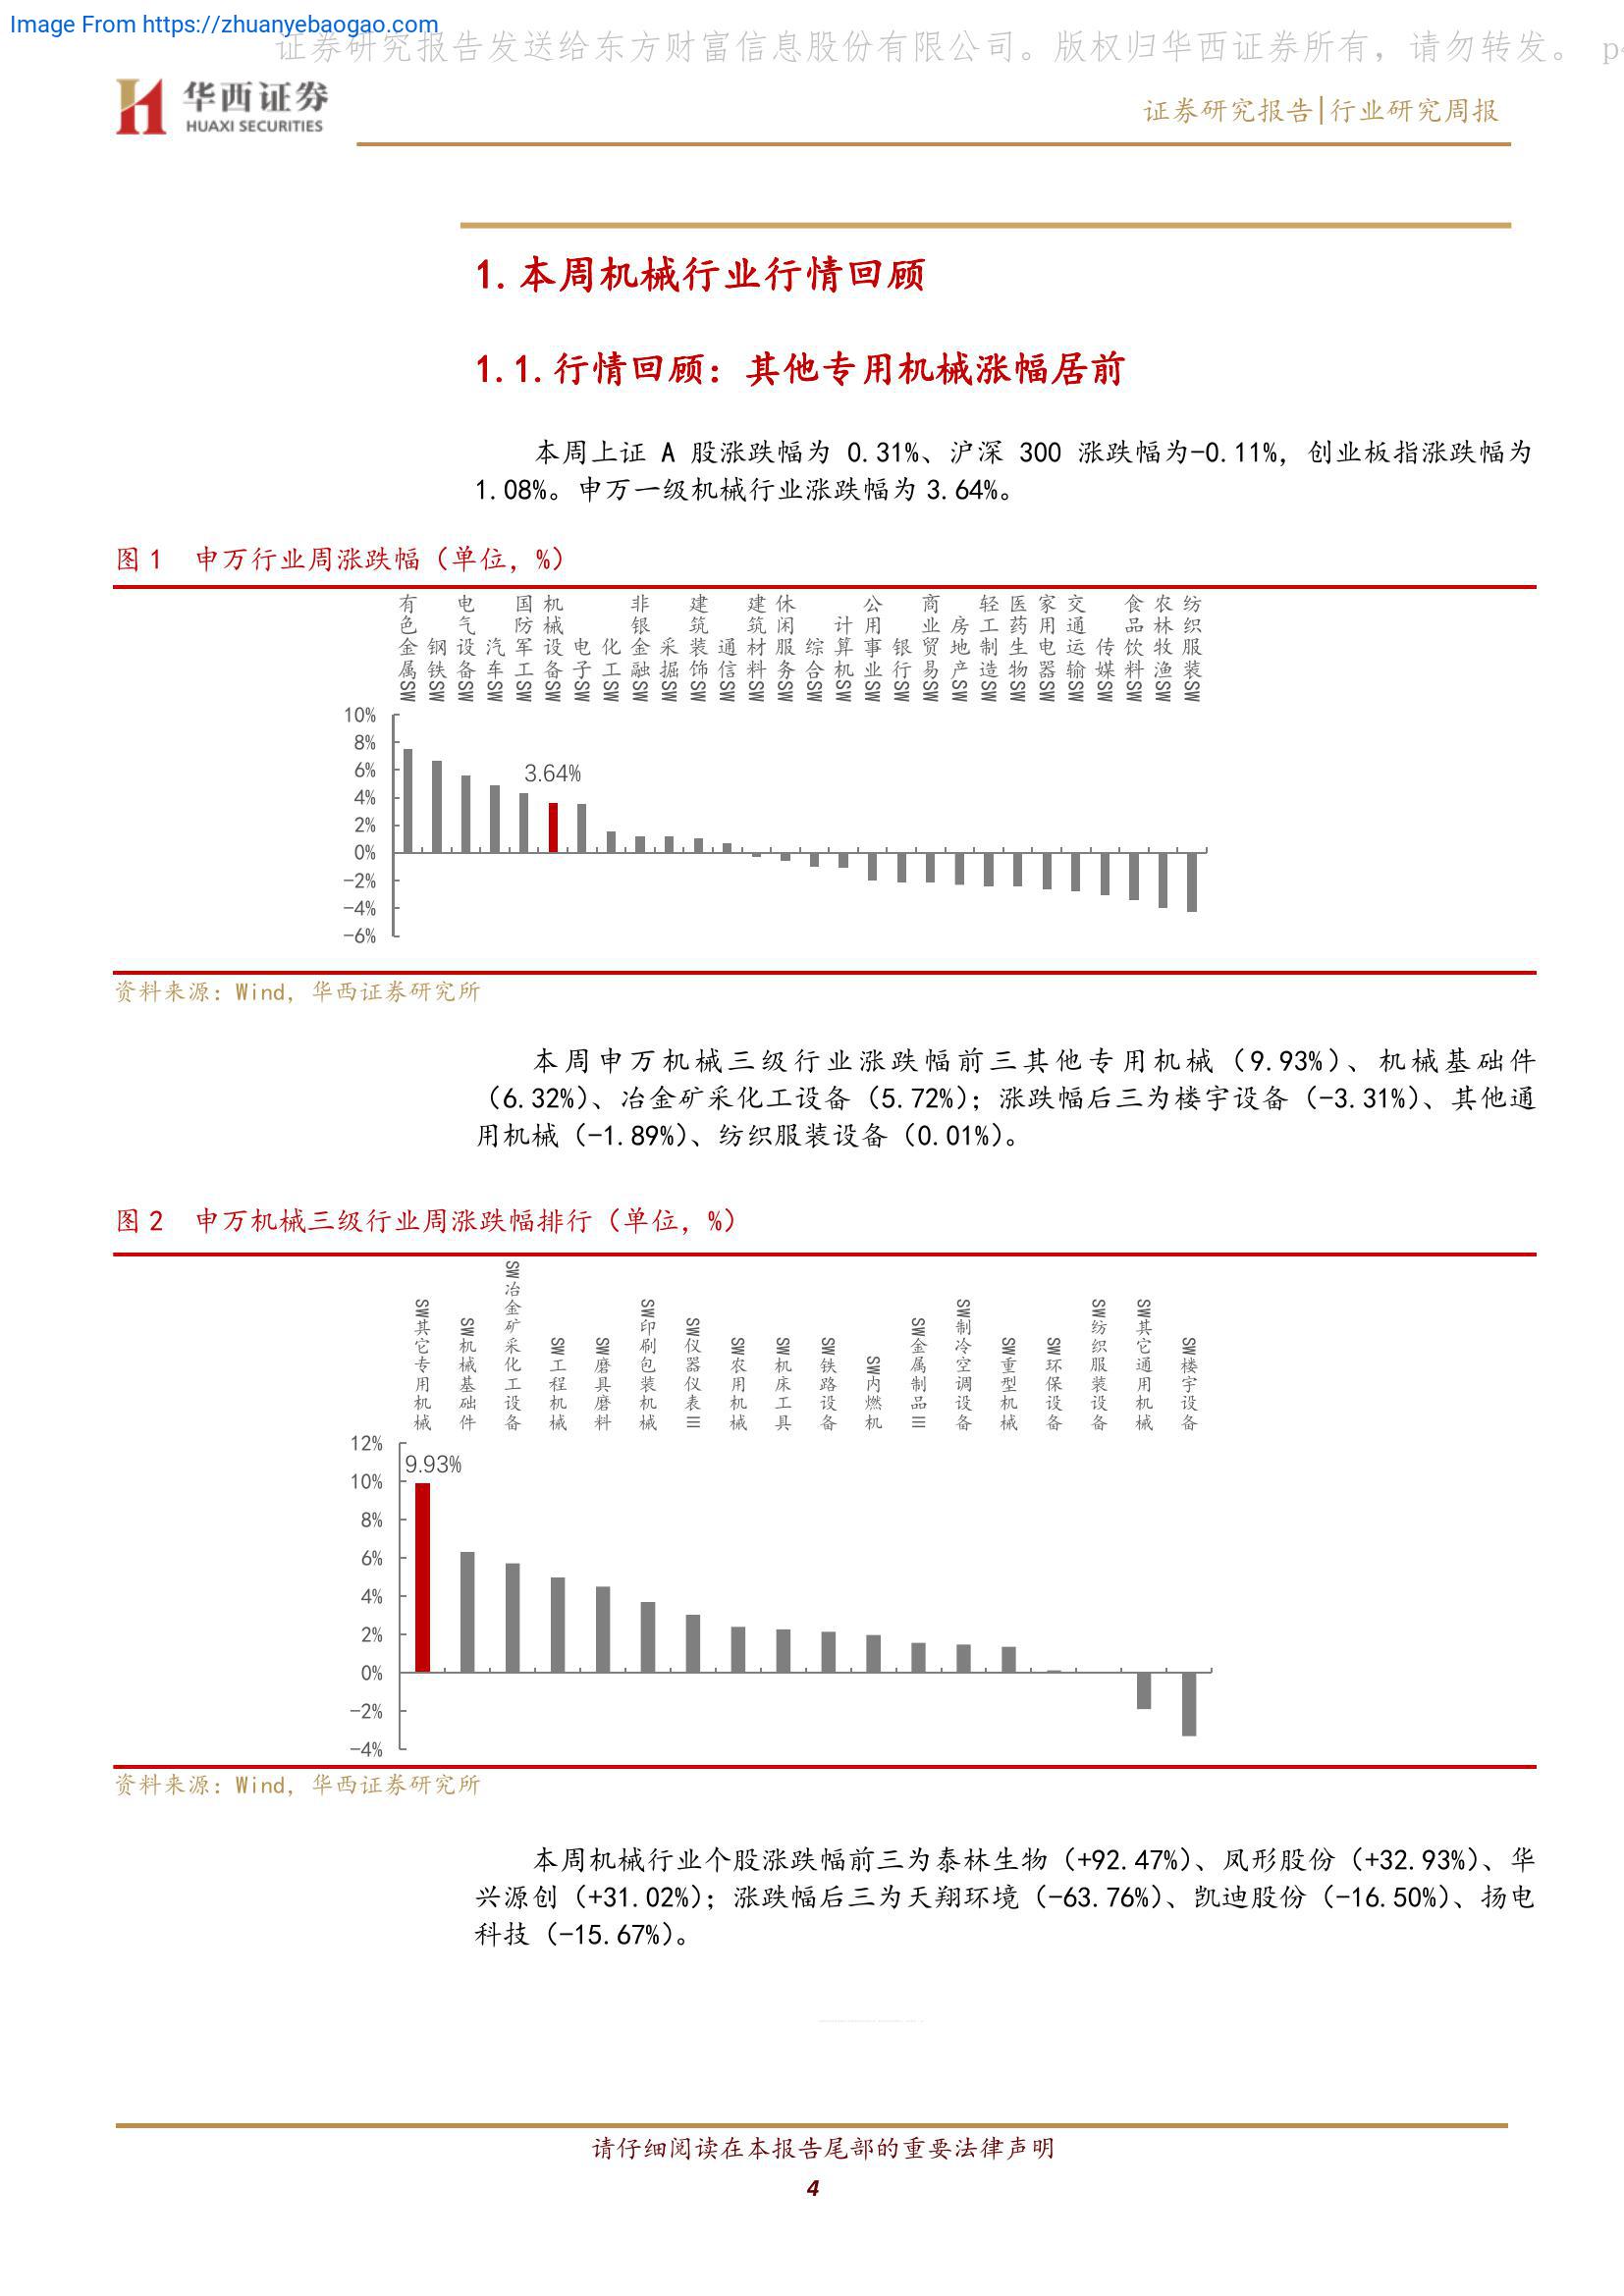 Image From https://zhuanyebaogao.com
证券研究报告发送给东方财富信息股份有限公司。版权归华西证券所有，请勿转发。 p4
华西证券
HUAXI SECURITIES
证券研究报告|行业研究周报
1.本周机械行业行情回顾
1.1.行情回顾：其他专用机械涨幅居前
本周上证 A 股涨跌幅为 0.31%、沪深 300 涨跌幅为-0.11%，创业板指涨跌幅为
1.08%。申万一级机械行业涨跌幅为 3.64%。
图 1 申万行业周涨跌幅（单位，%）
有色金属SW
钢铁SW
电气设备SW
汽车SW
国防军工SW
机械设备SW
电子SW
化工SW
非银金融SW
采掘SW
建筑装饰SW
通信SW
建筑材料SW
休闲服务SW
综合SW
计算机SW
公用事业SW
银行SW
商业贸易SW
房地产SW
轻工制造SW
医药生物SW
家用电器SW
交通运输SW
传媒SW
食品饮料SW
农林牧渔SW
纺织服装SW
10%
8%
6%
4%
2%
0%
-2%
-4%
-6%
3.64%
资料来源：Wind，华西证券研究所
本周申万机械三级行业涨跌幅前三其他专用机械（9.93%）、机械基础件
（6.32%）、冶金矿采化工设备（5.72%）；涨跌幅后三为楼宇设备（-3.31%）、其他通
用机械（-1.89%）、纺织服装设备（0.01%）。
图 2 申万机械三级行业周涨跌幅排行（单位，%）
SW其它专用机械
SW机械基础件
SW冶金矿采化工设备
SW工程机械
SW磨具磨料
SW印刷包装机械
SW仪器仪表III
SW农用机械
SW机床工具
SW铁路设备
SW内燃机
SW金属制品III
SW制冷空调设备
SW重型机械
SW环保设备
SW纺织服装设备
SW其它通用机械
SW楼宇设备
12%
10%
8%
6%
4%
2%
0%
-2%
-4%
9.93%
资料来源：Wind，华西证券研究所
本周机械行业个股涨跌幅前三为泰林生物（+92.47%）、凤形股份（+32.93%）、华
兴源创（+31.02%）；涨跌幅后三为天翔环境（-63.76%）、凯迪股份（-16.50%）、扬电
科技（-15.67%）。
请仔细阅读在本报告尾部的重要法律声明
4